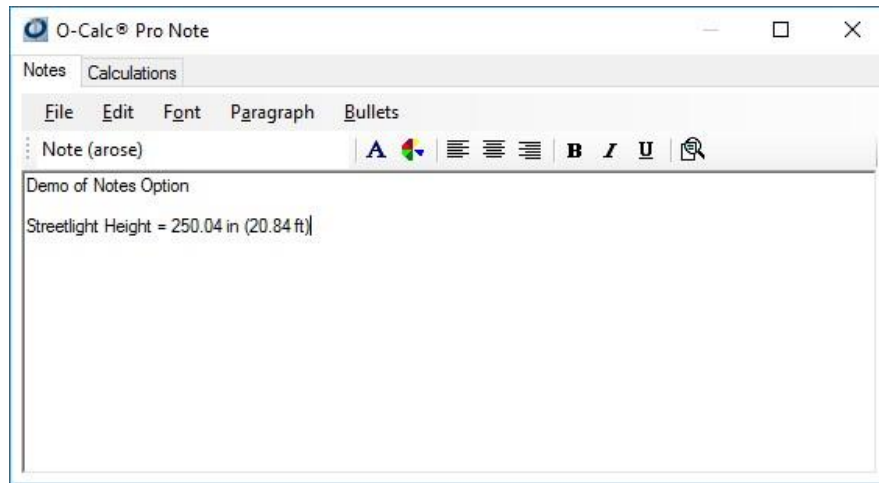 O-Calc® Pro Note
Notes Calculations
File Edit Font Paragraph Bullets
Note (arose) A B I U
Demo of Notes Option
Streetlight Height = 250.04 in (20.84 ft)